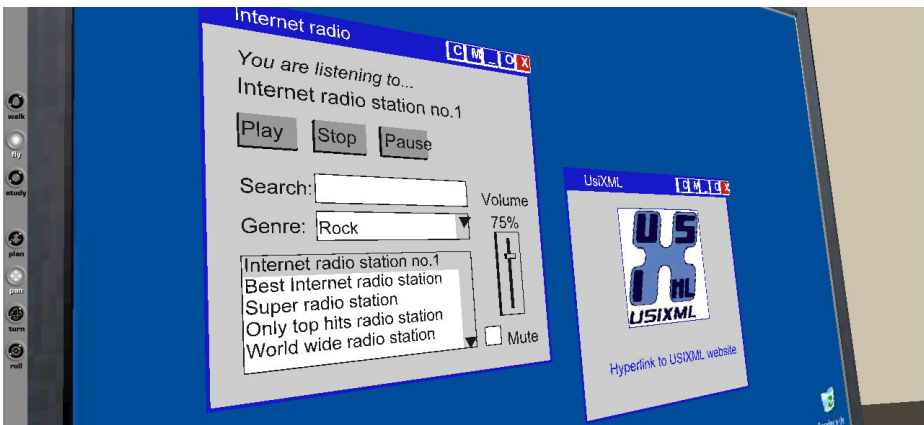 walk
fly
study
plan
pan
turn
roll
Internet radio
C M _ O X
You are listening to...
Internet radio station no.1
Play Stop Pause
Search:
Volume
Genre: Rock
75%
Internet radio station no.1
Best Internet radio station
Super radio station
Only top hits radio station
World wide radio station
Mute
UsiXML
C M _ O X
U S
I ML
USIXML
Hyperlink to USIXML website